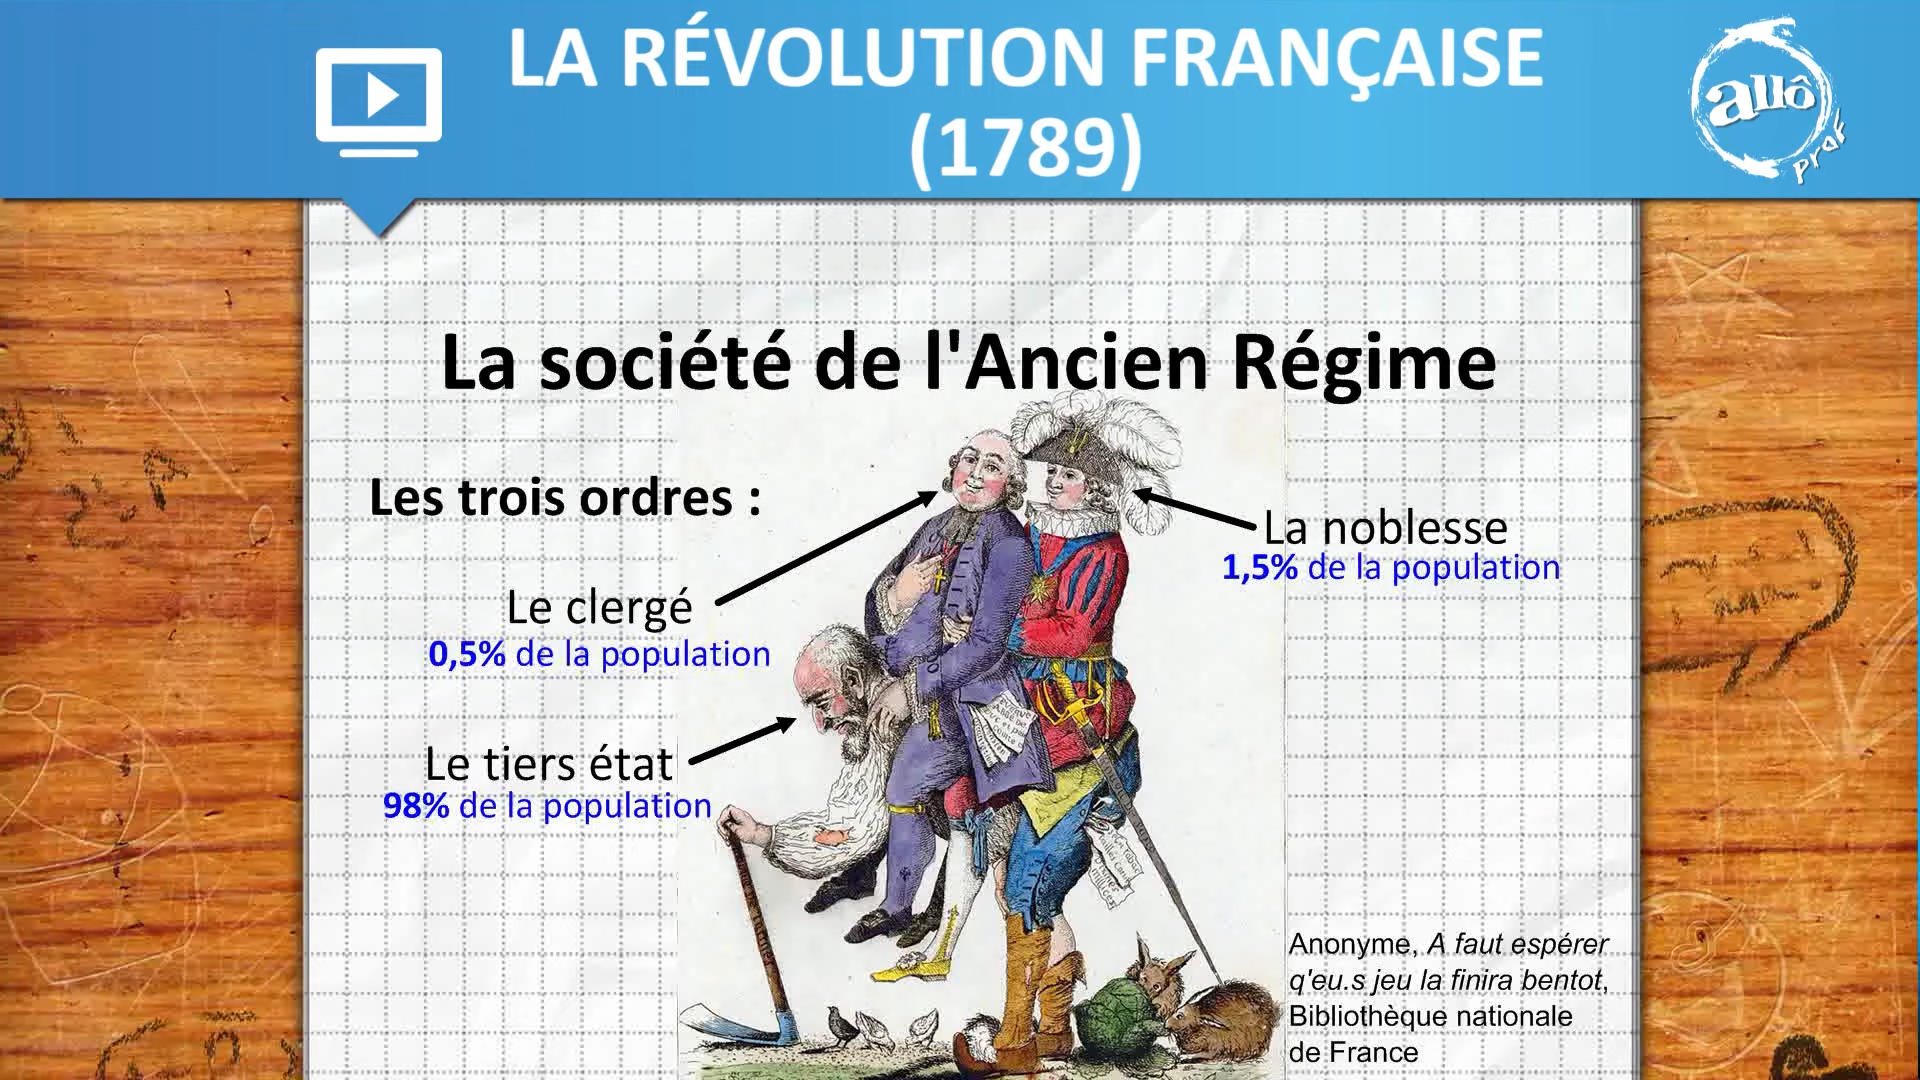 LA RÉVOLUTION FRANÇAISE
(1789)
allô
prof
La société de l'Ancien Régime
Les trois ordres :
La noblesse
1,5% de la population
Le clergé
0,5% de la population
Le tiers état
98% de la population
Anonyme, A faut espérer
q'eu.s jeu la finira bentot,
Bibliothèque nationale
de France